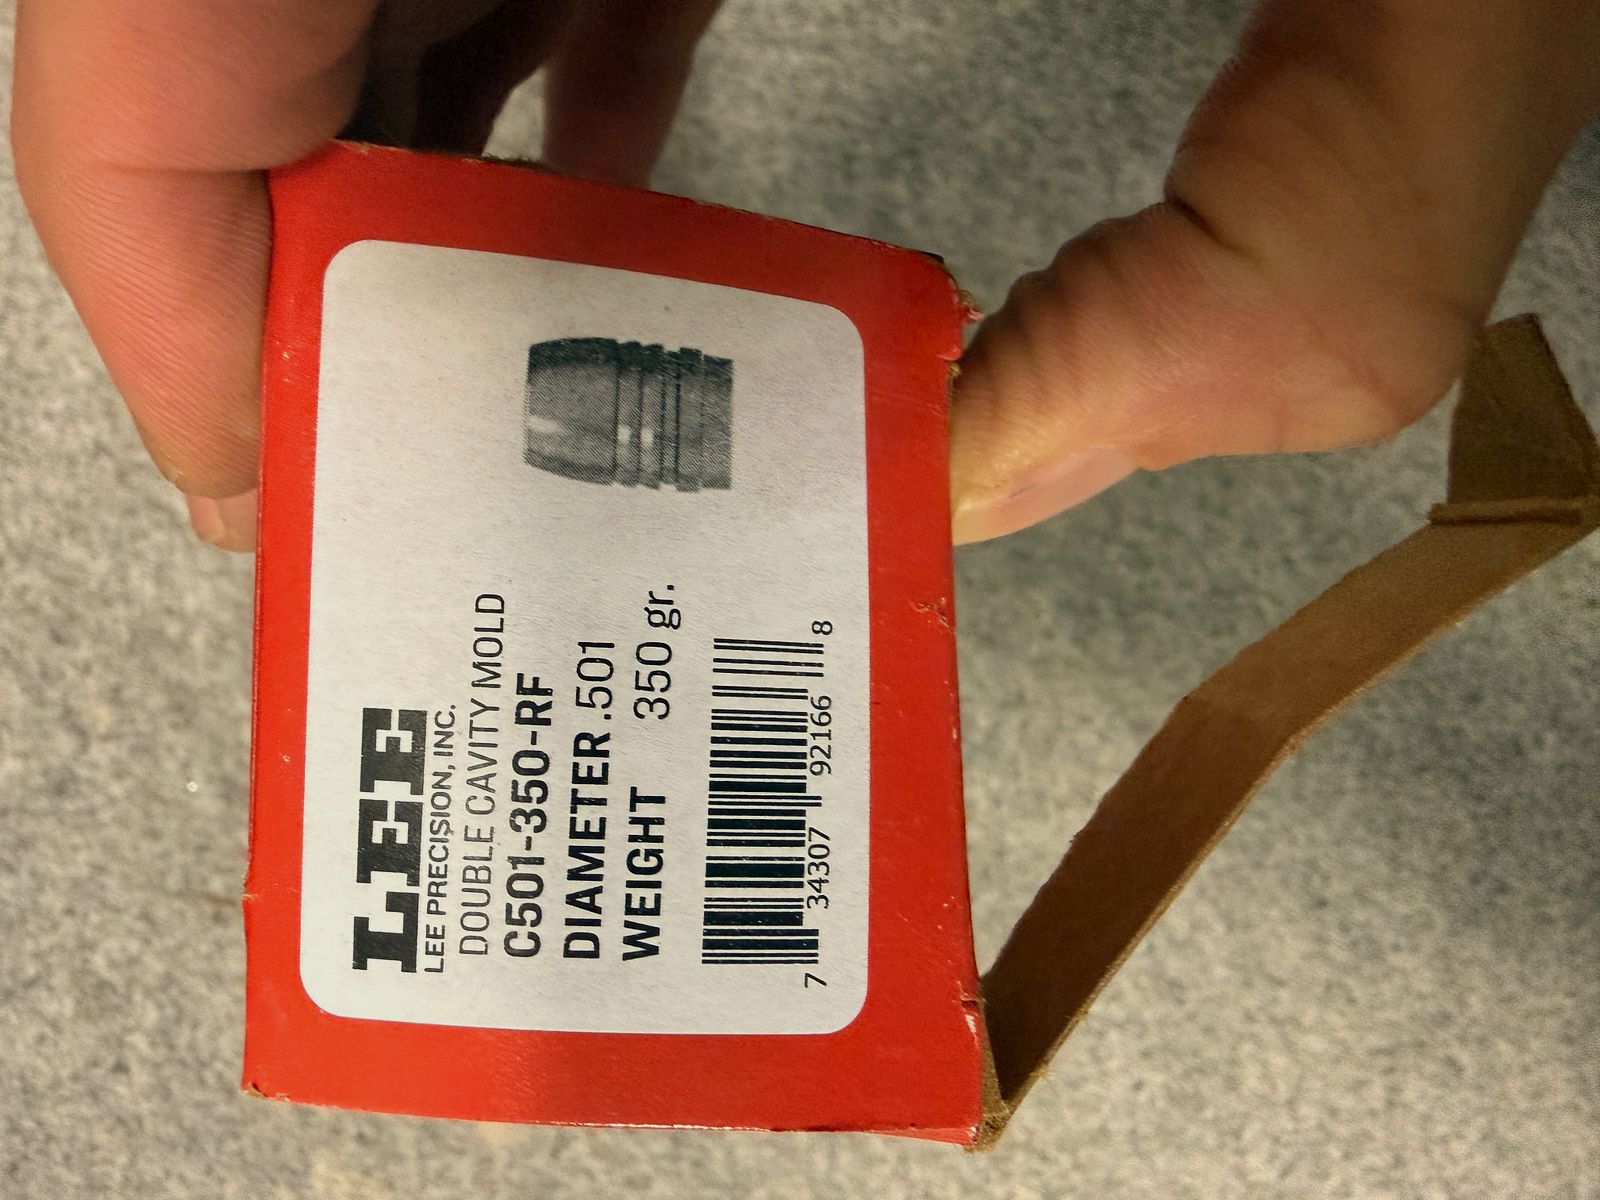 LEE
LEE PRECISION, INC.
DOUBLE CAVITY MOLD
C501-350-RF
DIAMETER .501
WEIGHT 350 gr.
7 34307 92166 8